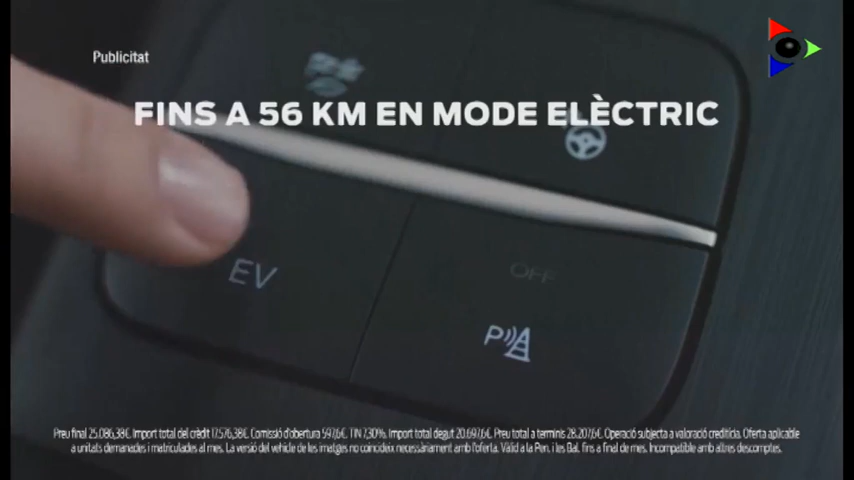 Publicitat
FINS A 56 KM EN MODE ELÈCTRIC
EV
OFF
P
Preu final 25.086,38€. Import total del crèdit 17.576,38€. Comissió d'obertura 597,6€. TIN 7,30%. Import total degut 20.697,6€. Preu total a terminis 28.207,6€. Operació subjecta a valoració creditícia. Oferta aplicable
a unitats demanades i matriculades al mes. La versió del vehicle de les imatges no coincideix necessàriament amb l'oferta. Vàlid a la Pen. i les Bal. fins a final de mes. Incompatible amb altres descomptes.